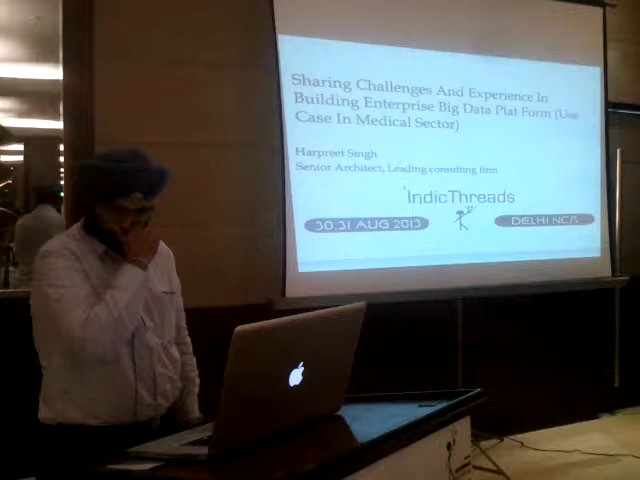 Sharing Challenges And Experience In
Building Enterprise Big Data Plat Form (Use
Case In Medical Sector)
Harpreet Singh
Senior Architect, Leading consulting firm
IndicThreads
30.31 AUG 2013
DELHI NCR